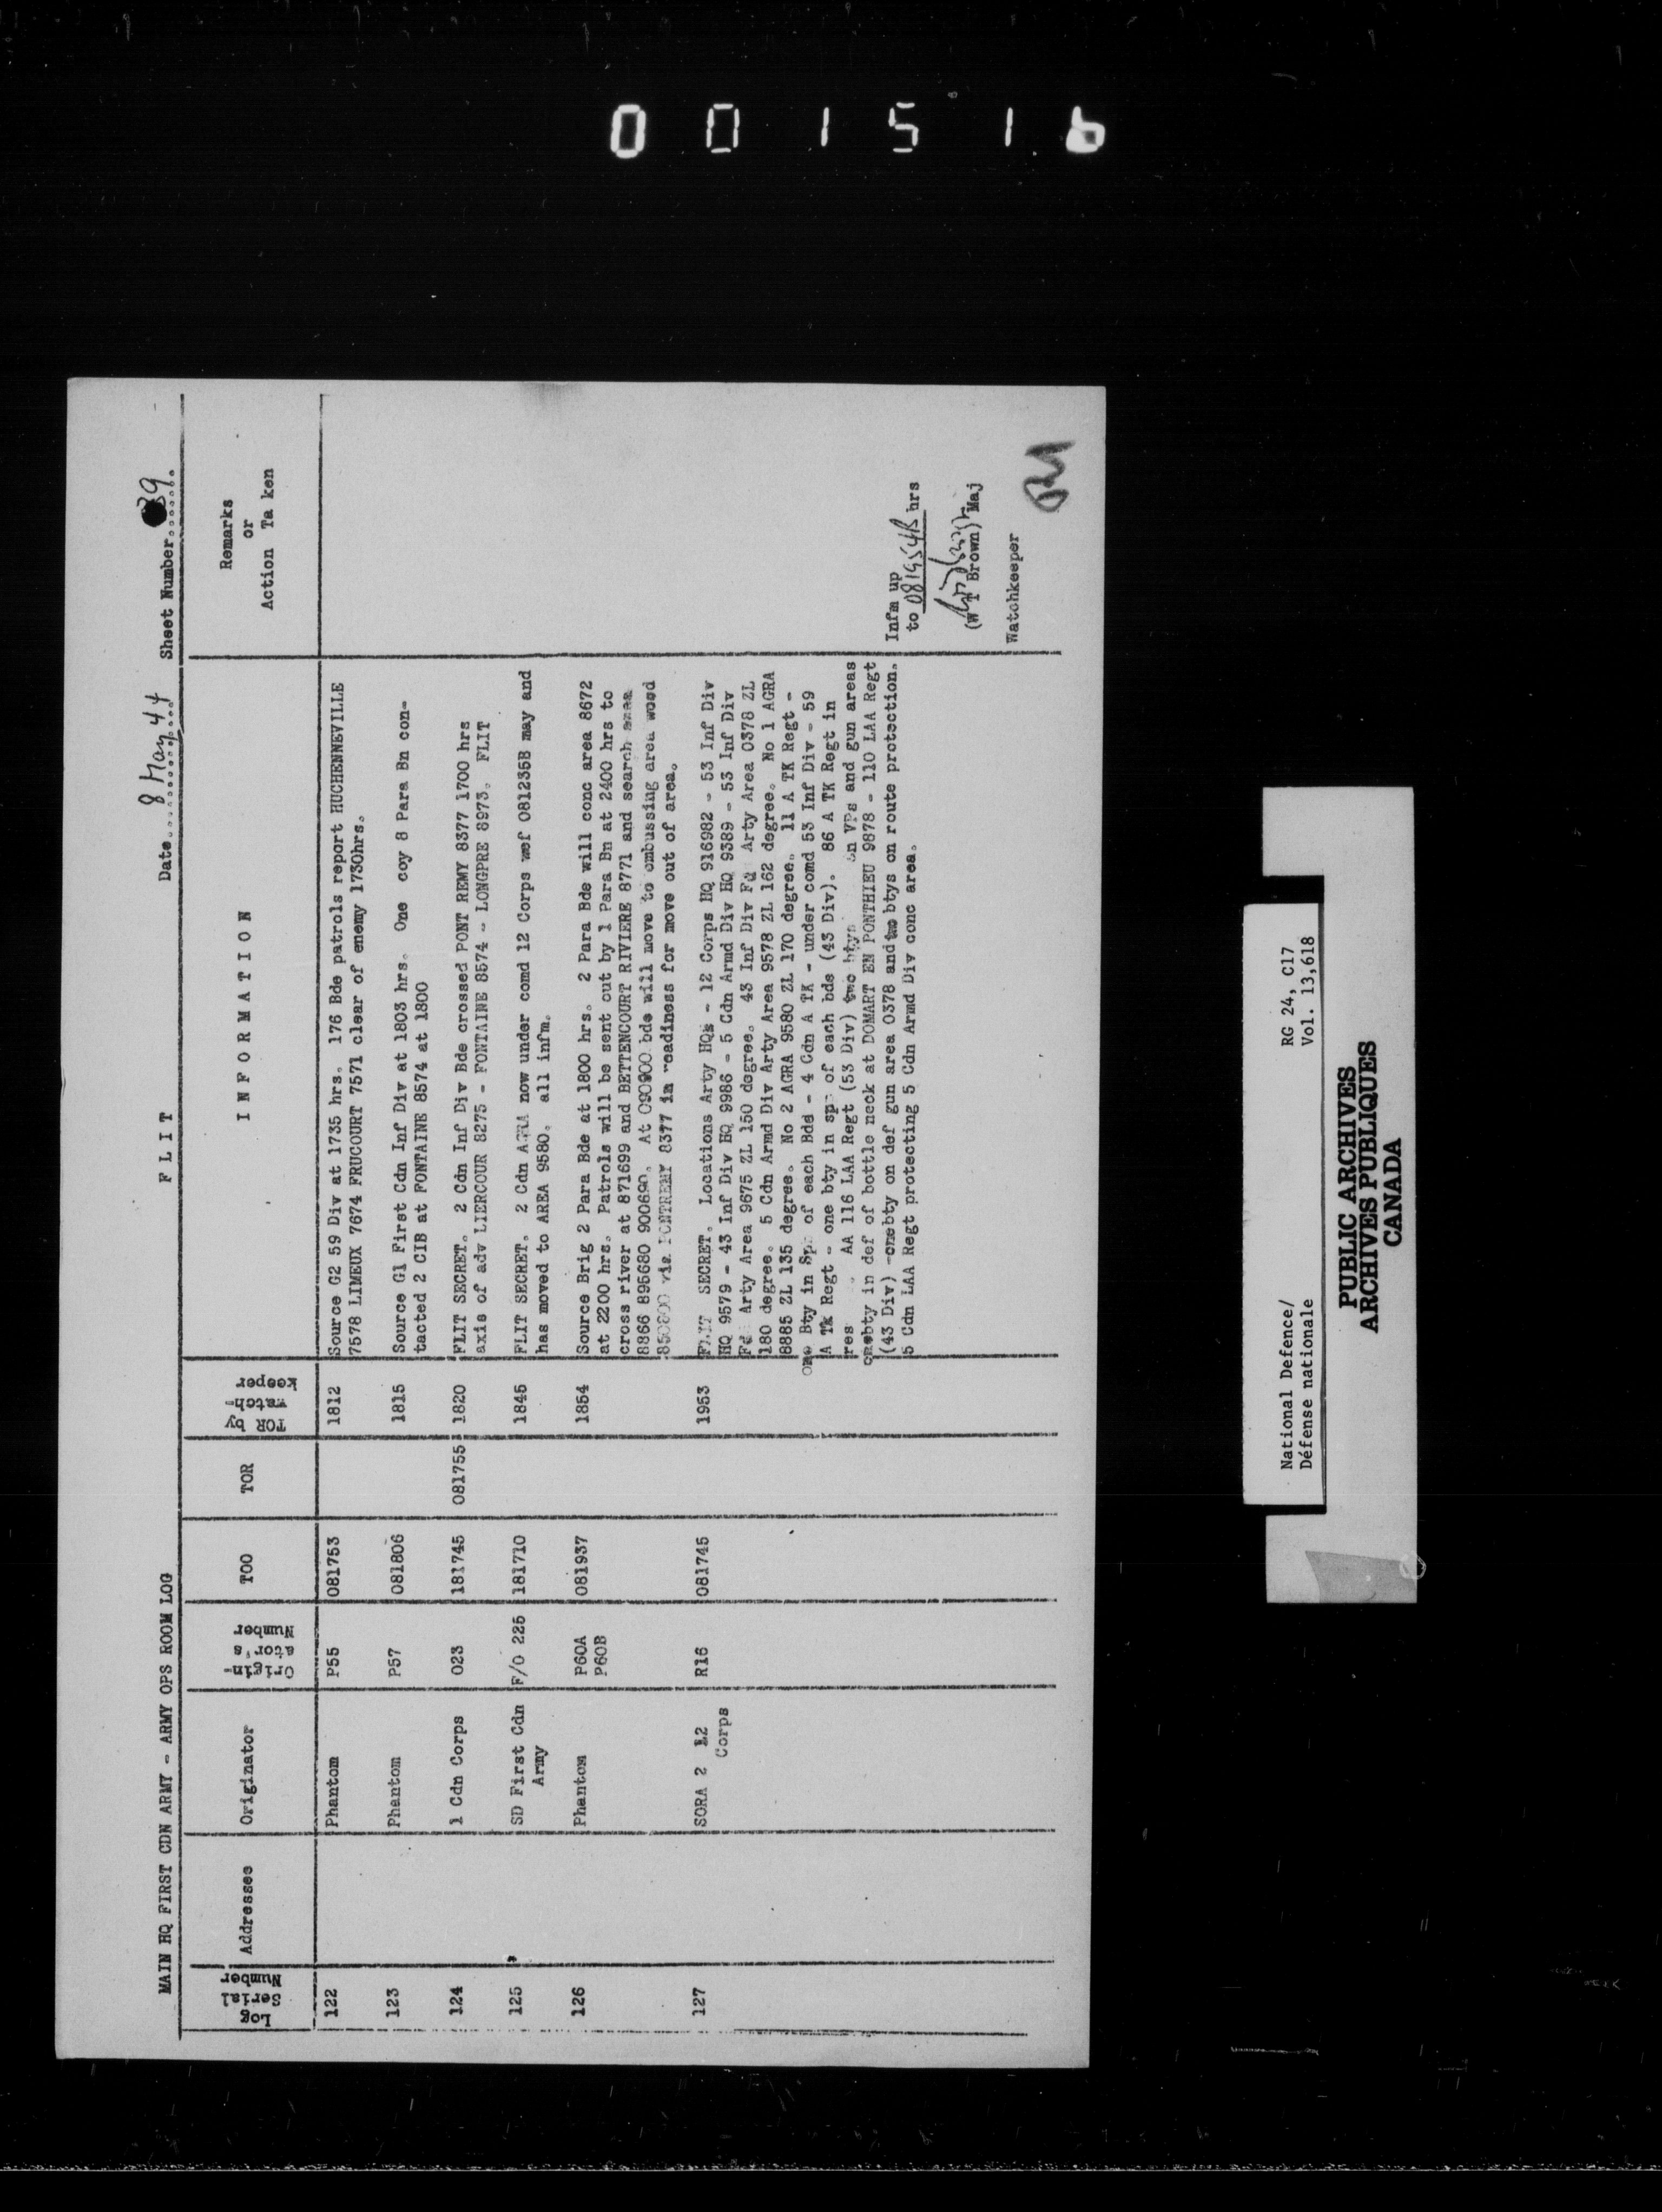 001516
MAIN HQ FIRST CDN ARMY - ARMY OPS ROOM LOG
F L I T
Date....8 May 44....
Sheet Number..39.
Log Serial Number
Addresses
Originator
Origin- ator's Number
TOO
TOR
TOR by Watch- keeper
I N F O R M A T I O N
Remarks
or
Action Ta ken
122 Phantom P55 081753 1812 Source G2 59 Div at 1735 hrs. 176 Bde patrols report HUCHENNEVILLE
7578 LIMEUX 7674 FRUCOURT 7571 clear of enemy 1730hrs.
123 Phantom P57 081806 1815 Source G1 First Cdn Inf Div at 1803 hrs. One coy 8 Para Bn con-
tacted 2 CIB at FONTAINE 8574 at 1800
124 1 Cdn Corps 023 181745 081755 1820 FLIT SECRET. 2 Cdn Inf Div Bde crossed PONT REMY 8377 1700 hrs
axis of adv LIERCOUR 8275 - FONTAINE 8574 - LONGPRE 8973. FLIT
125 SD First Cdn F/O 225 181710 1845 FLIT SECRET. 2 Cdn AGRA now under comd 12 Corps wef 081235B may and
Army has moved to AREA 9580. all infm.
126 Phantom P60A 081937 1854 Source Brig 2 Para Bde at 1800 hrs. 2 Para Bde will conc area 8672
P60B at 2200 hrs. Patrols will be sent out by 1 Para Bn at 2400 hrs to
cross river at 871699 and BETTENCOURT RIVIERE 8771 and search area
8866 895680 900690. At 090900 bde will move to embussing area wood
850800 via PONTREMY 8377 in readiness for move out of area.
127 SORA 2 12 R16 081745 1953 FLIT SECRET. Locations Arty HQs - 12 Corps HQ 916982 - 53 Inf Div
Corps HQ 9579 - 43 Inf Div HQ 9986 - 5 Cdn Armd Div HQ 9389 - 53 Inf Div
Fd Arty Area 9675 ZL 150 degree. 43 Inf Div Fd Arty Area 0378 ZL
180 degree. 5 Cdn Armd Div Arty Area 9578 ZL 162 degree. No 1 AGRA
8885 ZL 135 degree. No 2 AGRA 9580 ZL 170 degree. 11 A TK Regt -
one Bty in Sp of each Bdd - 4 Cdn A TK - under comd 53 Inf Div - 59
A Tk Regt - one bty in sp of each bde (43 Div). 86 A TK Regt in
res AA 116 LAA Regt (53 Div) two btys on VPs and gun areas
onebty in def of bottle neck at DOMART EN PONTHIEU 9878 - 110 LAA Regt
(43 Div) -onebty on def gun area 0378 and two btys on route protection.
5 Cdn LAA Regt protecting 5 Cdn Armd Div conc area.
Infm up
to 081954B hrs
(W T Brown) Maj
Watchkeeper
National Defence/
Défense nationale
RG 24, C17
Vol. 13,618
PUBLIC ARCHIVES
ARCHIVES PUBLIQUES
CANADA